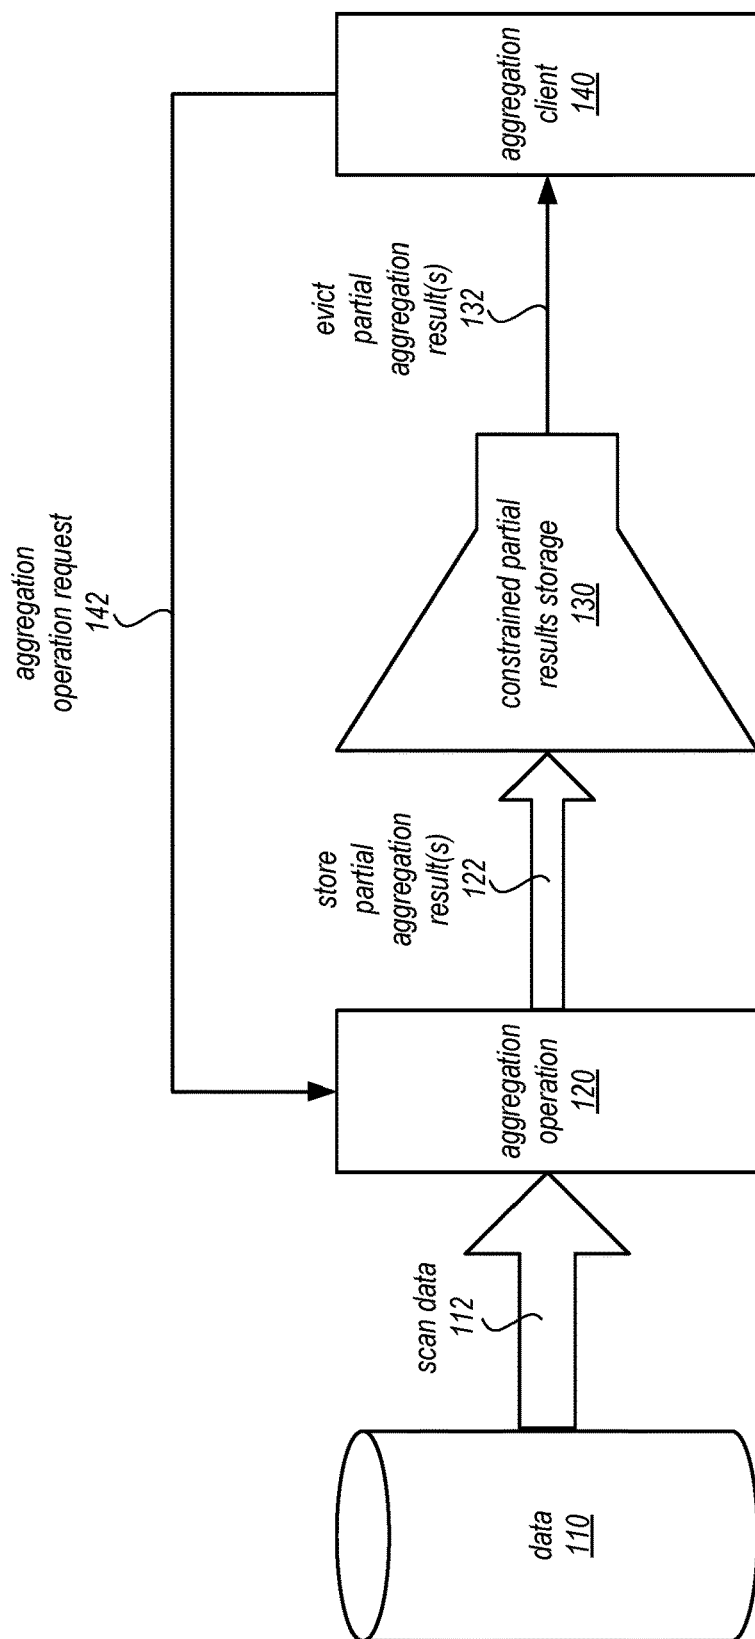 aggregation
operation request
142
scan data
112
store
partial
aggregation
result(s)
122
evict
partial
aggregation
result(s)
132
data
110
aggregation
operation
120
constrained partial
results storage
130
aggregation
client
140